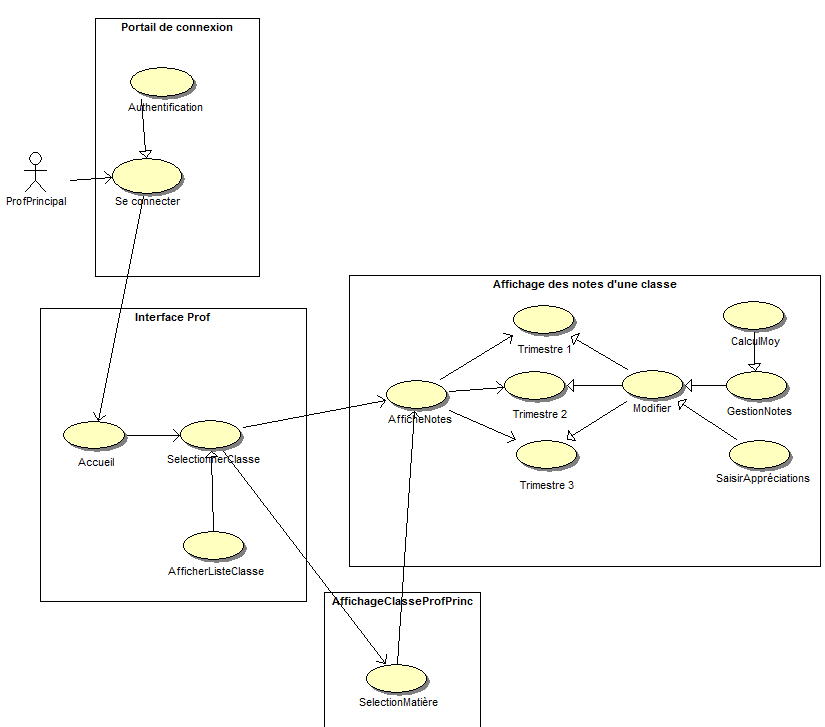 Portail de connexion
Authentification
ProfPrincipal
Se connecter
Interface Prof
Accueil
SelectionnerClasse
AfficherListeClasse
Affichage des notes d'une classe
AfficheNotes
Trimestre 1
Trimestre 2
Trimestre 3
Modifier
CalculMoy
GestionNotes
SaisirAppréciations
AffichageClasseProfPrinc
SelectionMatière